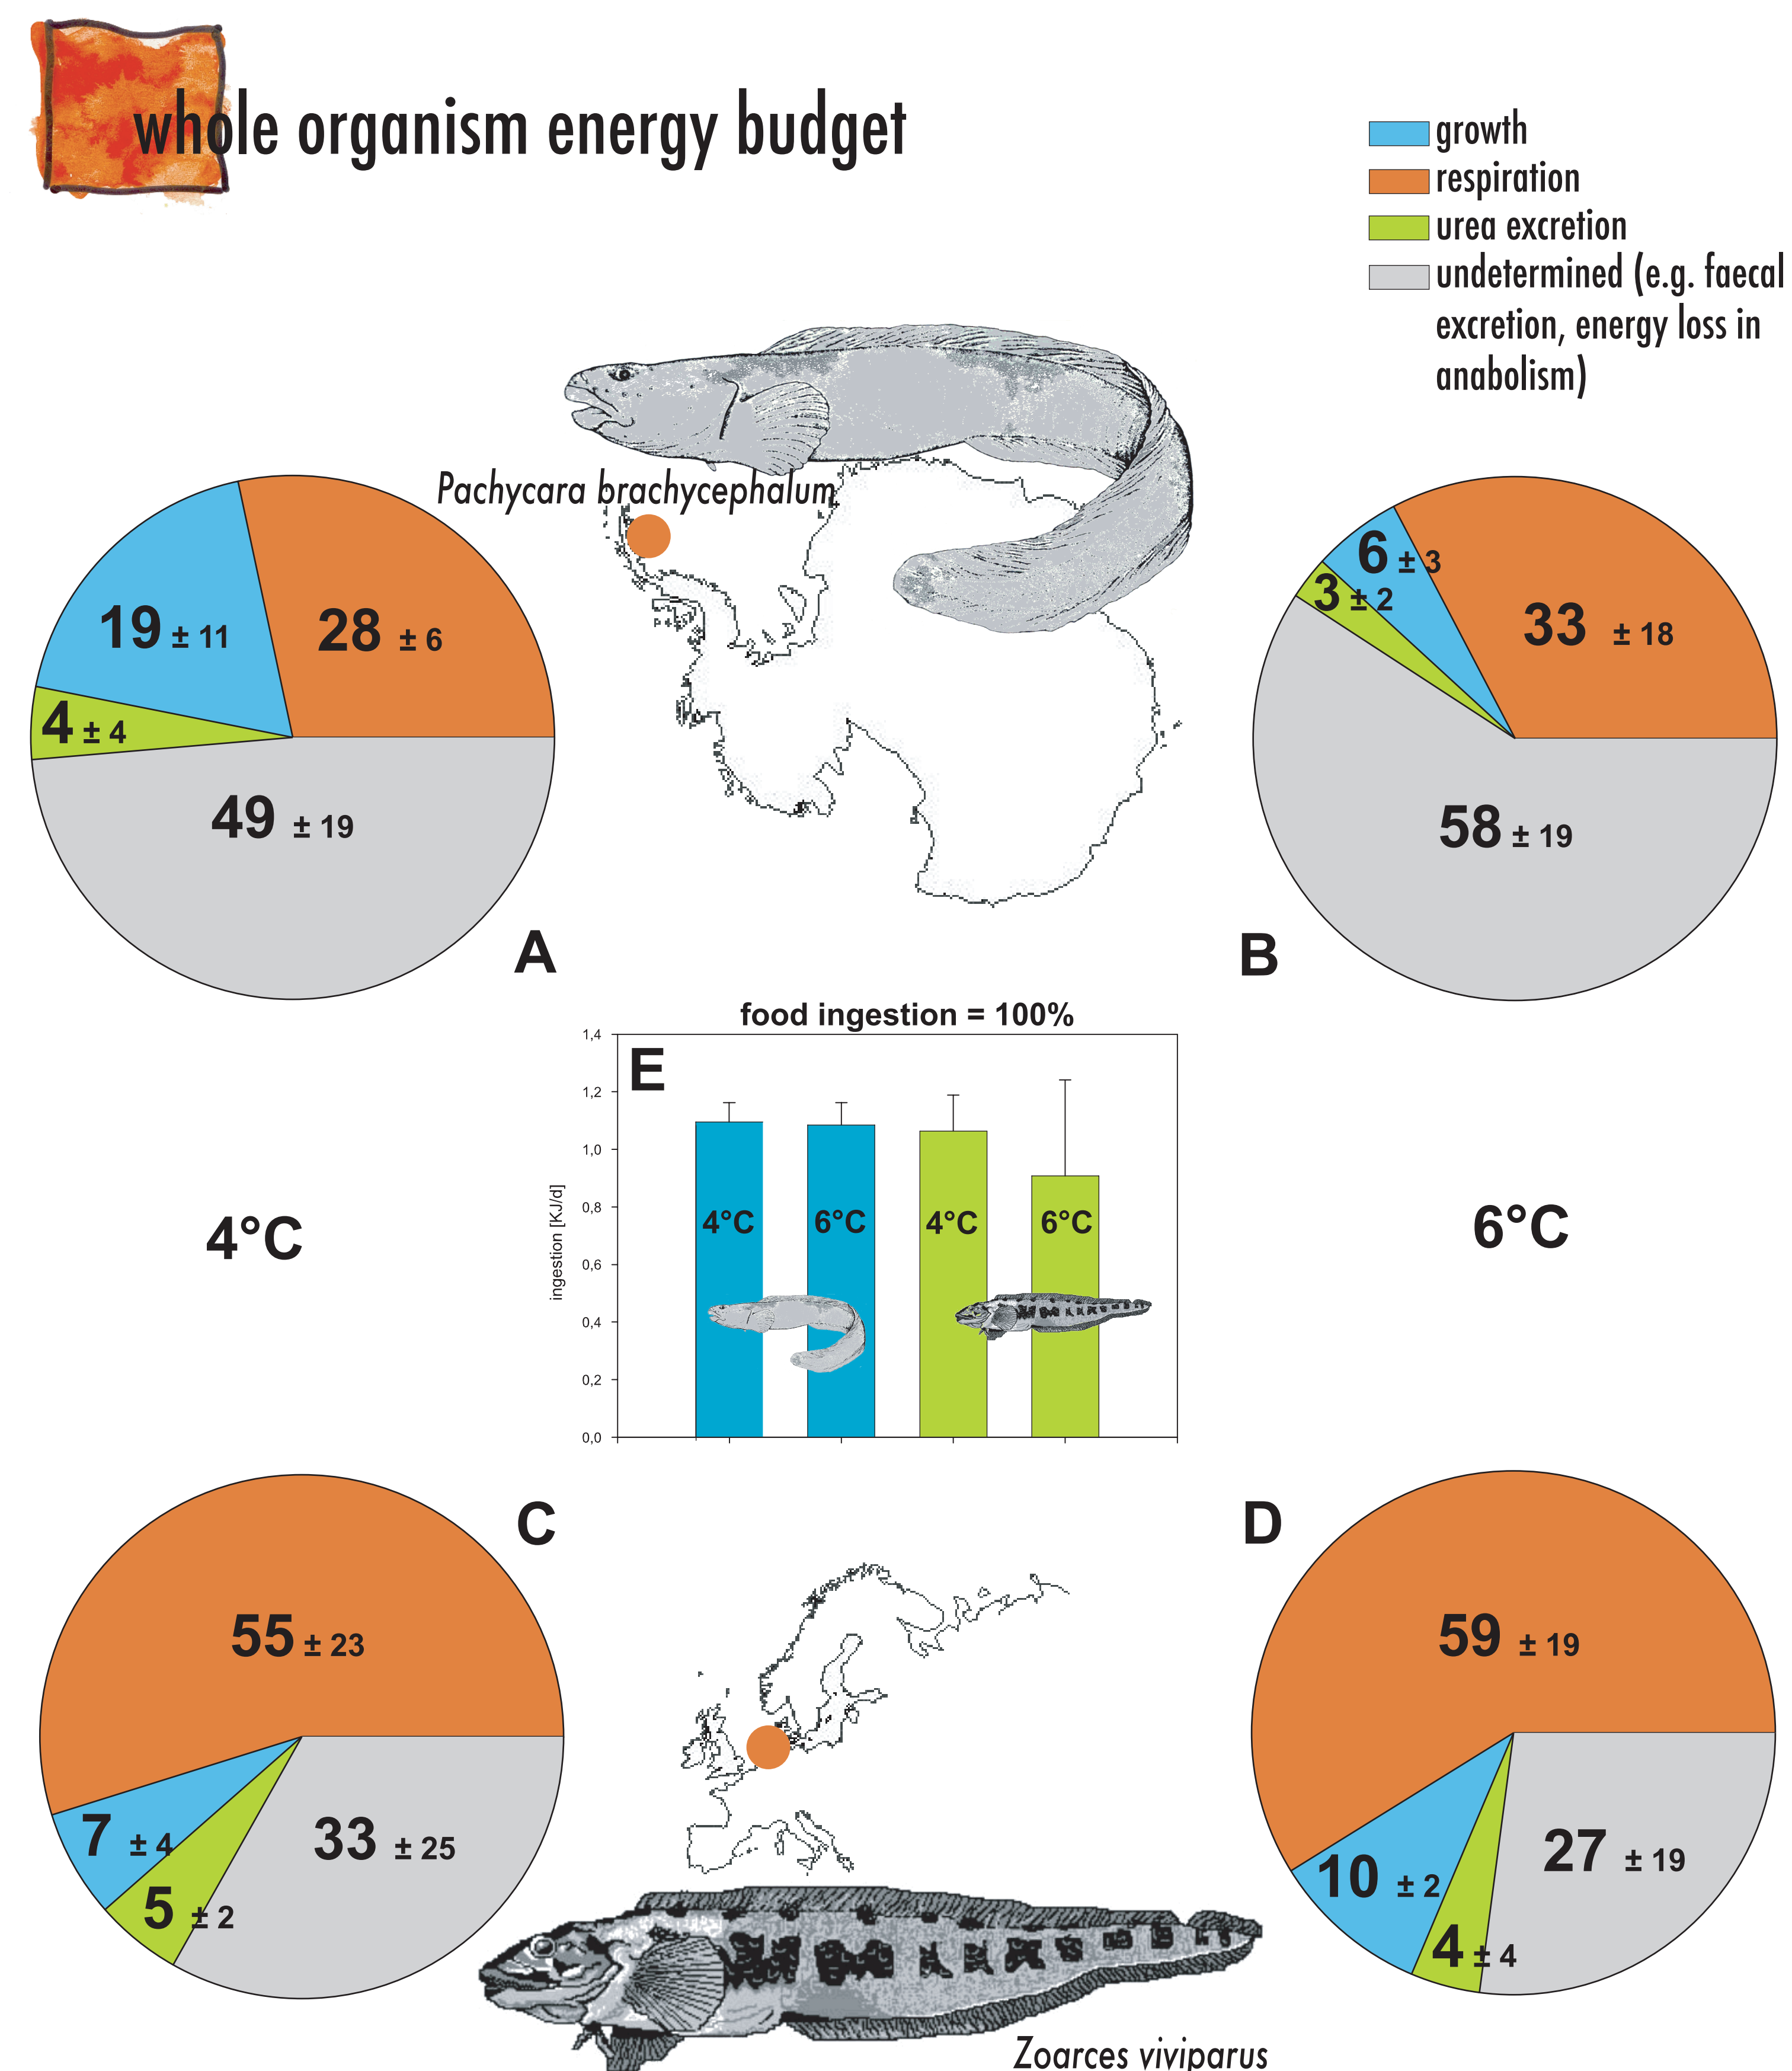 whole organism energy budget
growth
respiration
urea excretion
undetermined (e.g. faecal
excretion, energy loss in
anabolism)
Pachycara brachycephalum
19 ± 11
28 ± 6
4 ± 4
49 ± 19
A
6 ± 3
3 ± 2
33 ± 18
58 ± 19
B
food ingestion = 100%
E
1,4
1,2
1,0
0,8
0,6
0,4
0,2
0,0
ingestion [KJ/d]
4°C
6°C
4°C
6°C
4°C
6°C
C
55 ± 23
7 ± 4
5 ± 2
33 ± 25
D
59 ± 19
10 ± 2
4 ± 4
27 ± 19
Zoarces viviparus